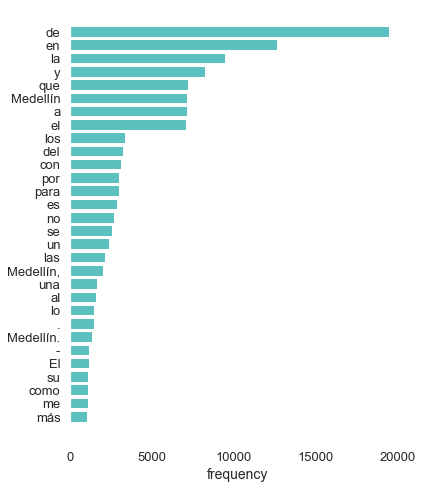 de
en
la
y
que
Medellín
a
el
los
del
con
por
para
es
no
se
un
las
Medellín,
una
al
lo
.
Medellín.
-
El
su
como
me
más
0 5000 10000 15000 20000
frequency